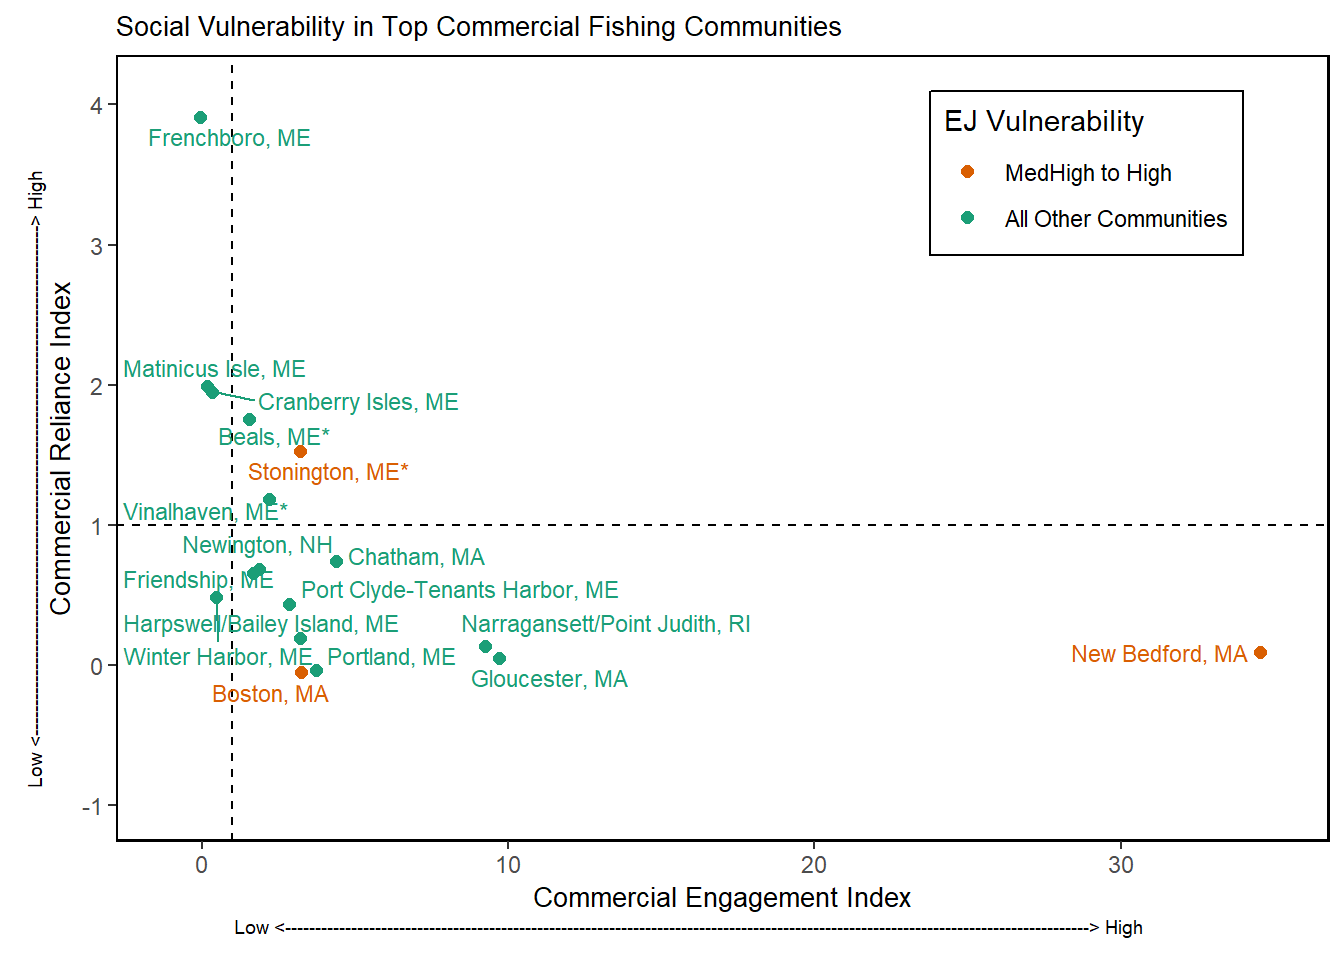 Social Vulnerability in Top Commercial Fishing Communities
EJ Vulnerability
MedHigh to High
All Other Communities
4
3
2
1
0
-1
Commercial Reliance Index
Low <----------------------------------------------------> High
Frenchboro, ME
Matinicus Isle, ME
Cranberry Isles, ME
Beals, ME*
Stonington, ME*
Vinalhaven, ME*
Newington, NH
Chatham, MA
Friendship, ME
Port Clyde-Tenants Harbor, ME
Harpswell/Bailey Island, ME
Narragansett/Point Judith, RI
Winter Harbor, ME
Portland, ME
New Bedford, MA
Gloucester, MA
Boston, MA
0
10
20
30
Commercial Engagement Index
Low <----------------------------------------------------> High